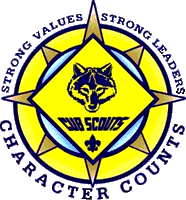 STRONG VALUES STRONG LEADERS
CUB SCOUTS
CHARACTER COUNTS